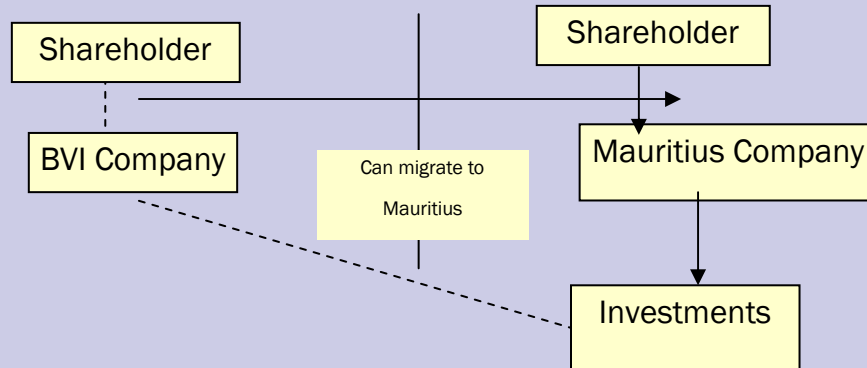 Shareholder
Shareholder
BVI Company
Can migrate to
Mauritius
Mauritius Company
Investments